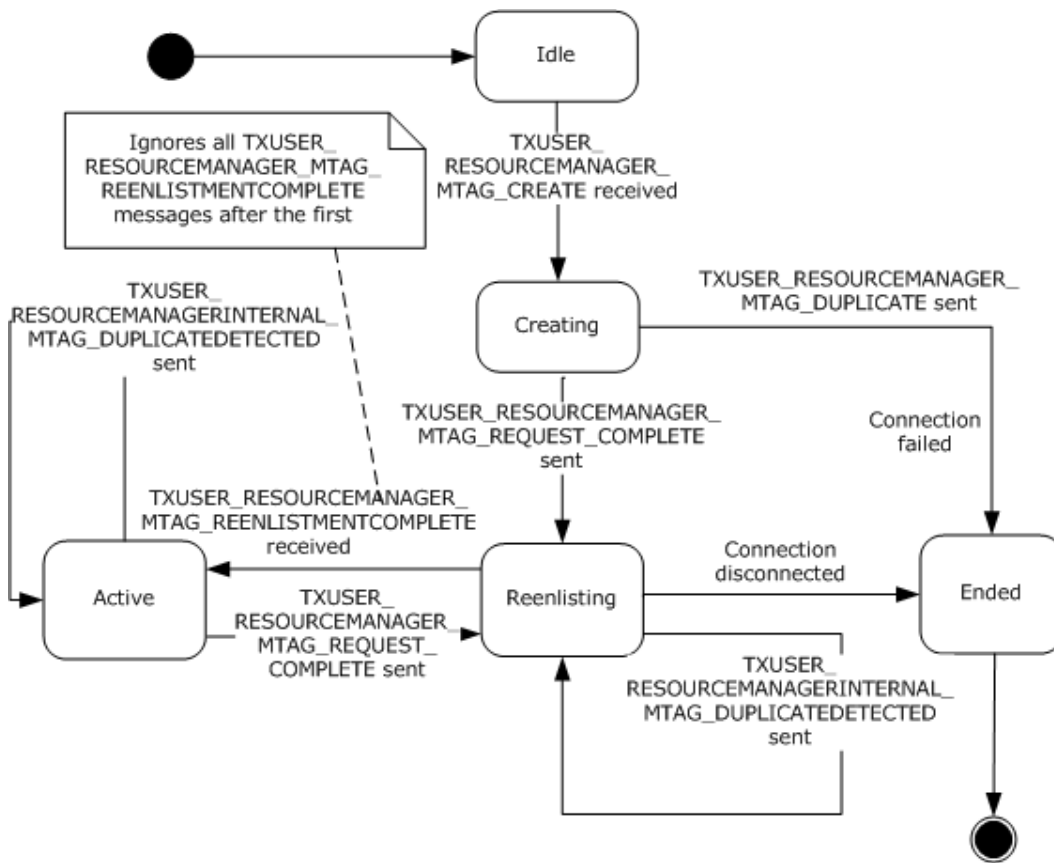 Idle
Ignores all TXUSER_
RESOURCEMANAGER_MTAG_
REENLISTMENTCOMPLETE
messages after the first
TXUSER_
RESOURCEMANAGER_
MTAG_CREATE received
TXUSER_
RESOURCEMANAGERINTERNAL_
MTAG_DUPLICATEDETECTED
sent
Creating
TXUSER_RESOURCEMANAGER_
MTAG_DUPLICATE sent
TXUSER_RESOURCEMANAGER_
MTAG_REQUEST_COMPLETE
sent
Connection
failed
TXUSER_RESOURCEMANAGER_
MTAG_REENLISTMENTCOMPLETE
received
Active
Reenlisting
Connection
disconnected
Ended
TXUSER_
RESOURCEMANAGER_
MTAG_REQUEST_
COMPLETE sent
TXUSER_
RESOURCEMANAGERINTERNAL_
MTAG_DUPLICATEDETECTED
sent